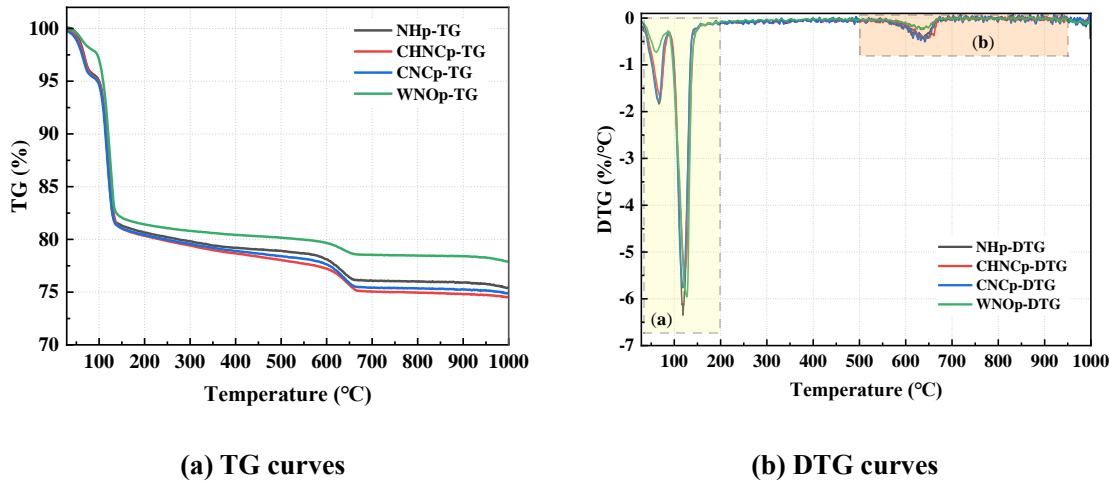 100
95
90
85
80
75
70
TG (%)
NHp-TG
CHNCp-TG
CNCp-TG
WNOp-TG
100 200 300 400 500 600 700 800 900 1000
Temperature (°C)
(a) TG curves
0
-1
-2
-3
-4
-5
-6
-7
DTG (%/°C)
(a)
(b)
NHp-DTG
CHNCp-DTG
CNCp-DTG
WNOp-DTG
100 200 300 400 500 600 700 800 900 1000
Temperature (°C)
(b) DTG curves